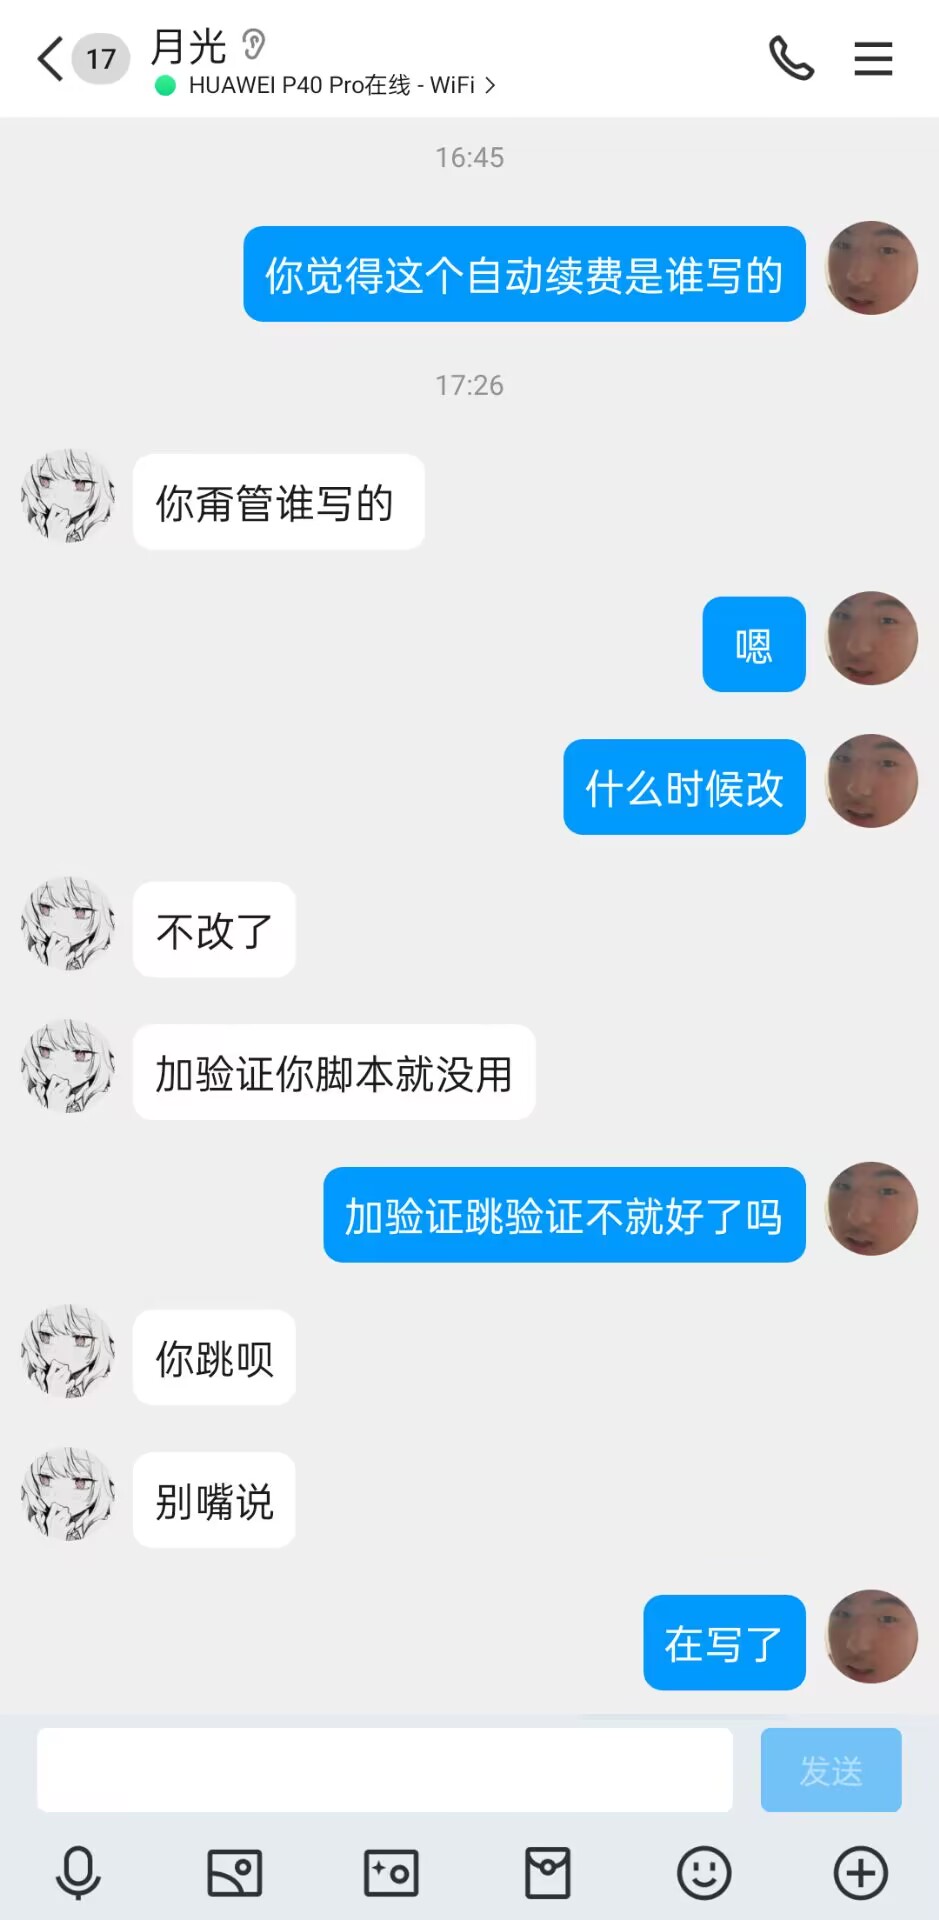 17
月光
HUAWEI P40 Pro在线 - WiFi
16:45
你觉得这个自动续费是谁写的
17:26
你甭管谁写的
嗯
什么时候改
不改了
加验证你脚本就没用
加验证跳验证不就好了吗
你跳呗
别嘴说
在写了
发送